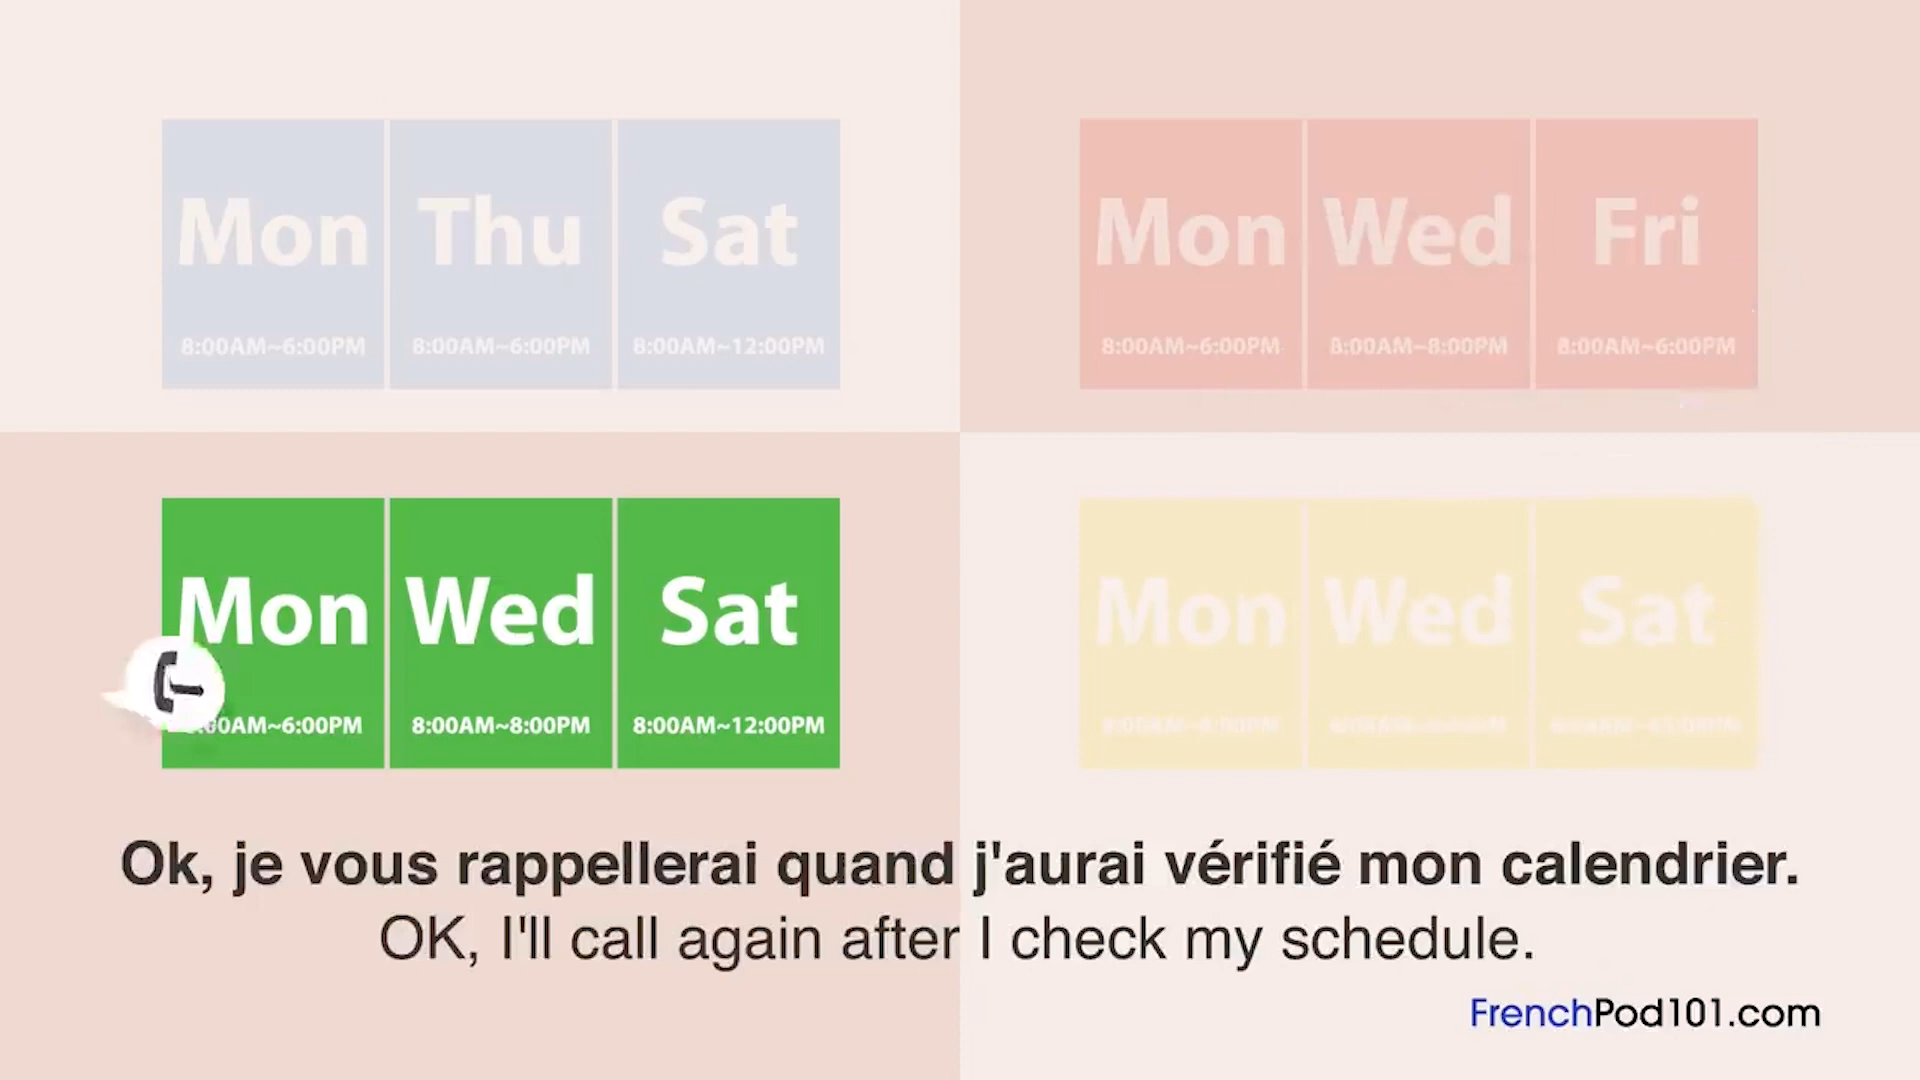 Mon Thu Sat
8:00AM~6:00PM 8:00AM~6:00PM 8:00AM~12:00PM
Mon Wed Fri
8:00AM~6:00PM 8:00AM~8:00PM 8:00AM~6:00PM
Mon Wed Sat
00AM~6:00PM 8:00AM~8:00PM 8:00AM~12:00PM
Mon Wed Sat
Ok, je vous rappellerai quand j'aurai vérifié mon calendrier.
OK, I'll call again after I check my schedule.
FrenchPod101.com